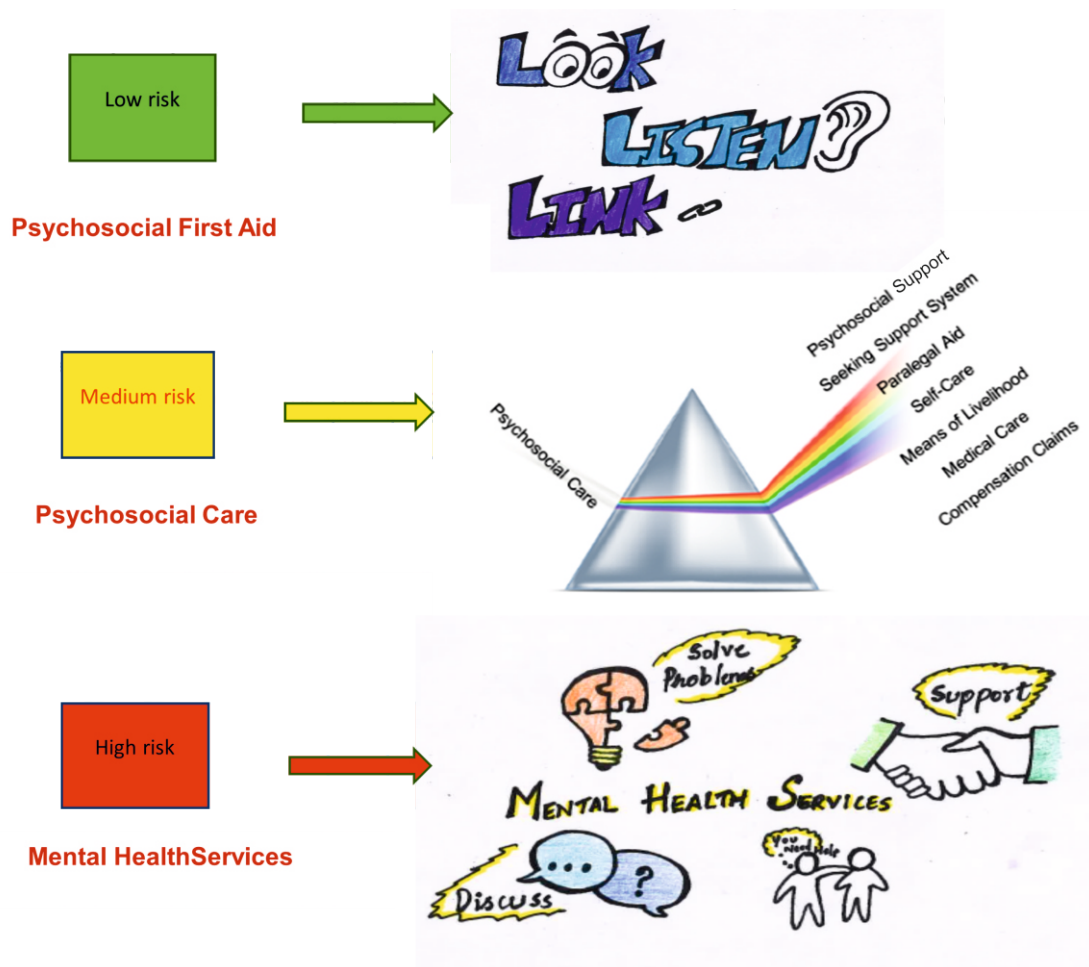 Low risk
Psychosocial First Aid
LOOK
LISTEN
LINK
Medium risk
Psychosocial Care
Psychosocial Care
Psychosocial Support
Seeking Support System
Paralegal Aid
Self-Care
Means of Livelihood
Medical Care
Compensation Claims
High risk
Mental HealthServices
Solve
Problems
Support
MENTAL HEALTH SERVICES
Discuss
?
You
Need Help